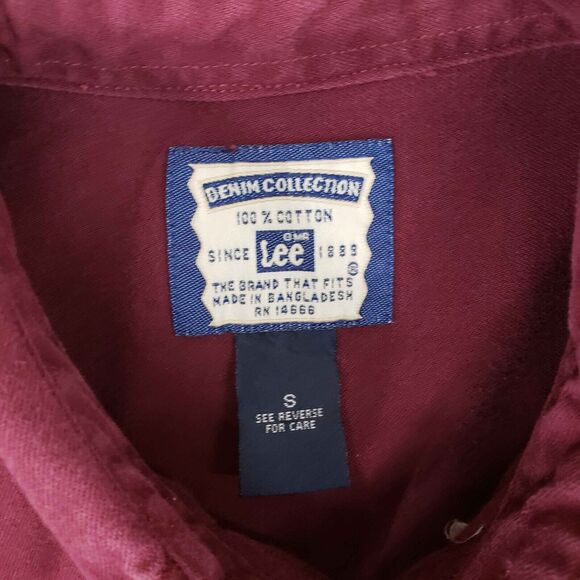 DENIM COLLECTION
100 % COTTON
SINCE Lee ® MR 1889 ®
THE BRAND THAT FITS
MADE IN BANGLADESH
RN 14666
S
SEE REVERSE
FOR CARE